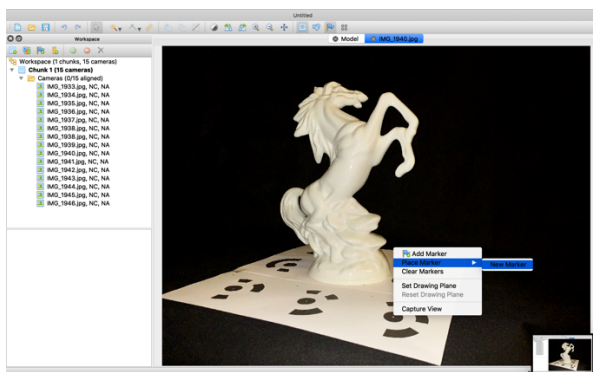 Untitled
Workspace
Model
IMG_1940.jpg
Workspace (1 chunks, 15 cameras)
Chunk 1 (15 cameras)
Cameras (0/15 aligned)
IMG_1933.jpg, NC, NA
IMG_1934.jpg, NC, NA
IMG_1935.jpg, NC, NA
IMG_1936.jpg, NC, NA
IMG_1937.jpg, NC, NA
IMG_1938.jpg, NC, NA
IMG_1938.jpg, NC, NA
IMG_1939.jpg, NC, NA
IMG_1940.jpg, NC, NA
IMG_1941.jpg, NC, NA
IMG_1942.jpg, NC, NA
IMG_1943.jpg, NC, NA
IMG_1944.jpg, NC, NA
IMG_1945.jpg, NC, NA
IMG_1946.jpg, NC, NA
Add Marker
Place Marker
New Marker
Clear Markers
Set Drawing Plane
Reset Drawing Plane
Capture View